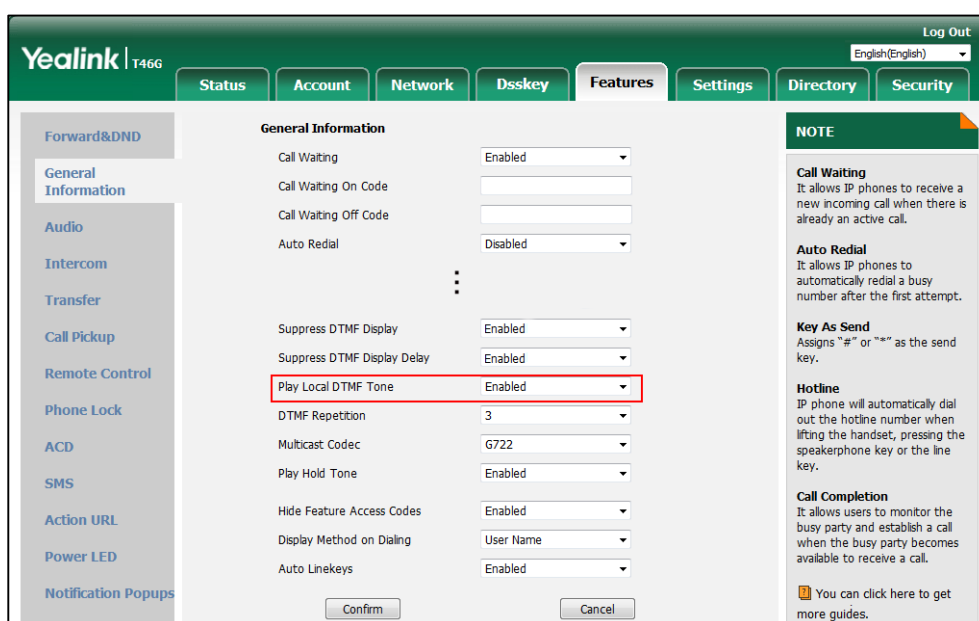 Log Out
Yealink T46G
English(English)
Status Account Network Dsskey Features Settings Directory Security
Forward&DND
General
Information
Audio
Intercom
Transfer
Call Pickup
Remote Control
Phone Lock
ACD
SMS
Action URL
Power LED
Notification Popups
General Information
Call Waiting Enabled
Call Waiting On Code
Call Waiting Off Code
Auto Redial Disabled
Suppress DTMF Display Enabled
Suppress DTMF Display Delay Enabled
Play Local DTMF Tone Enabled
DTMF Repetition 3
Multicast Codec G722
Play Hold Tone Enabled
Hide Feature Access Codes Enabled
Display Method on Dialing User Name
Auto Linekeys Enabled
Confirm Cancel
NOTE
Call Waiting
It allows IP phones to receive a
new incoming call when there is
already an active call.
Auto Redial
It allows IP phones to
automatically redial a busy
number after the first attempt.
Key As Send
Assigns "#" or "*" as the send
key.
Hotline
IP phone will automatically dial
out the hotline number when
lifting the handset, pressing the
speakerphone key or the line
key.
Call Completion
It allows users to monitor the
busy party and establish a call
when the busy party becomes
available to receive a call.
You can click here to get
more guides.